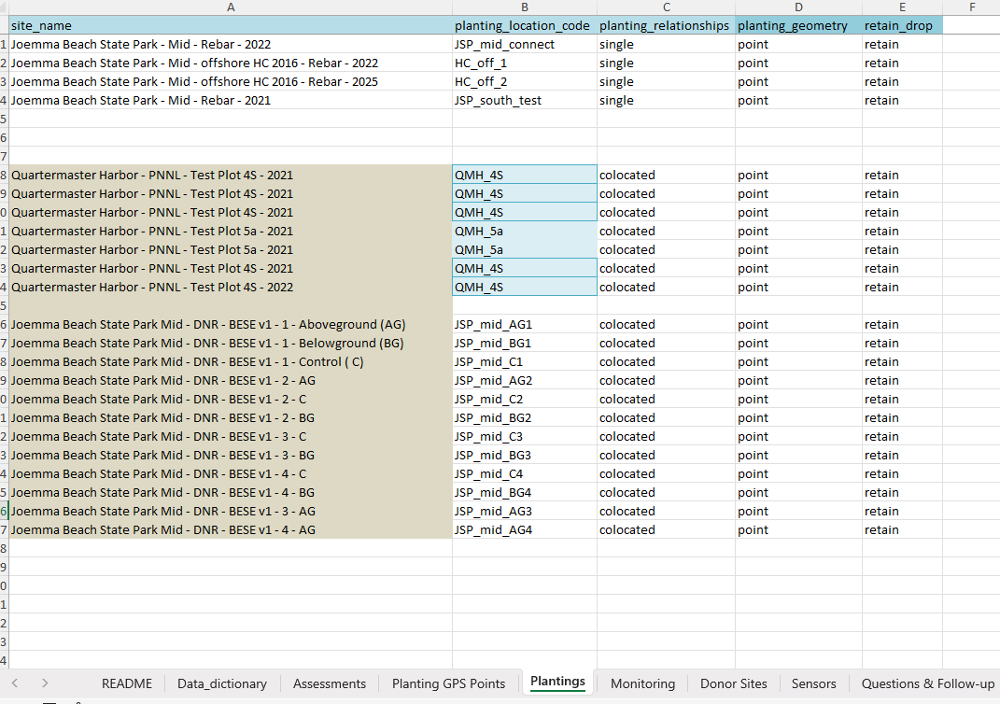 A B C D E F
site_name planting_location_code planting_relationships planting_geometry retain_drop
1 Joemma Beach State Park - Mid - Rebar - 2022 JSP_mid_connect single point retain
2 Joemma Beach State Park - Mid - offshore HC 2016 - Rebar - 2022 HC_off_1 single point retain
3 Joemma Beach State Park - Mid - offshore HC 2016 - Rebar - 2025 HC_off_2 single point retain
4 Joemma Beach State Park - Mid - Rebar - 2021 JSP_south_test single point retain
5
6
7
8 Quartermaster Harbor - PNNL - Test Plot 4S - 2021 QMH_4S colocated point retain
9 Quartermaster Harbor - PNNL - Test Plot 4S - 2021 QMH_4S colocated point retain
0 Quartermaster Harbor - PNNL - Test Plot 4S - 2021 QMH_4S colocated point retain
1 Quartermaster Harbor - PNNL - Test Plot 5a - 2021 QMH_5a colocated point retain
2 Quartermaster Harbor - PNNL - Test Plot 5a - 2021 QMH_5a colocated point retain
3 Quartermaster Harbor - PNNL - Test Plot 4S - 2021 QMH_4S colocated point retain
4 Quartermaster Harbor - PNNL - Test Plot 4S - 2022 QMH_4S colocated point retain
5
6 Joemma Beach State Park Mid - DNR - BESE v1 - 1 - Aboveground (AG) JSP_mid_AG1 colocated point retain
7 Joemma Beach State Park Mid - DNR - BESE v1 - 1 - Belowground (BG) JSP_mid_BG1 colocated point retain
8 Joemma Beach State Park Mid - DNR - BESE v1 - 1 - Control ( C) JSP_mid_C1 colocated point retain
9 Joemma Beach State Park Mid - DNR - BESE v1 - 2 - AG JSP_mid_AG2 colocated point retain
0 Joemma Beach State Park Mid - DNR - BESE v1 - 2 - C JSP_mid_C2 colocated point retain
1 Joemma Beach State Park Mid - DNR - BESE v1 - 2 - BG JSP_mid_BG2 colocated point retain
2 Joemma Beach State Park Mid - DNR - BESE v1 - 3 - C JSP_mid_C3 colocated point retain
3 Joemma Beach State Park Mid - DNR - BESE v1 - 3 - BG JSP_mid_BG3 colocated point retain
4 Joemma Beach State Park Mid - DNR - BESE v1 - 4 - C JSP_mid_C4 colocated point retain
5 Joemma Beach State Park Mid - DNR - BESE v1 - 4 - BG JSP_mid_BG4 colocated point retain
6 Joemma Beach State Park Mid - DNR - BESE v1 - 3 - AG JSP_mid_AG3 colocated point retain
7 Joemma Beach State Park Mid - DNR - BESE v1 - 4 - AG JSP_mid_AG4 colocated point retain
8
9
0
1
2
3
4
README Data_dictionary Assessments Planting GPS Points Plantings Monitoring Donor Sites Sensors Questions & Follow-up